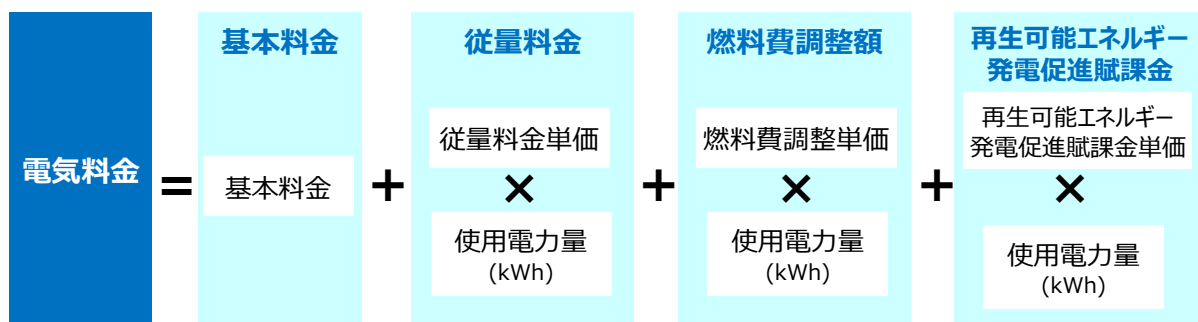 電気料金
=
基本料金
基本料金
+
従量料金
従量料金単価
×
使用電力量
(kWh)
+
燃料費調整額
燃料費調整単価
×
使用電力量
(kWh)
+
再生可能エネルギー
発電促進賦課金
再生可能エネルギー
発電促進賦課金単価
×
使用電力量
(kWh)